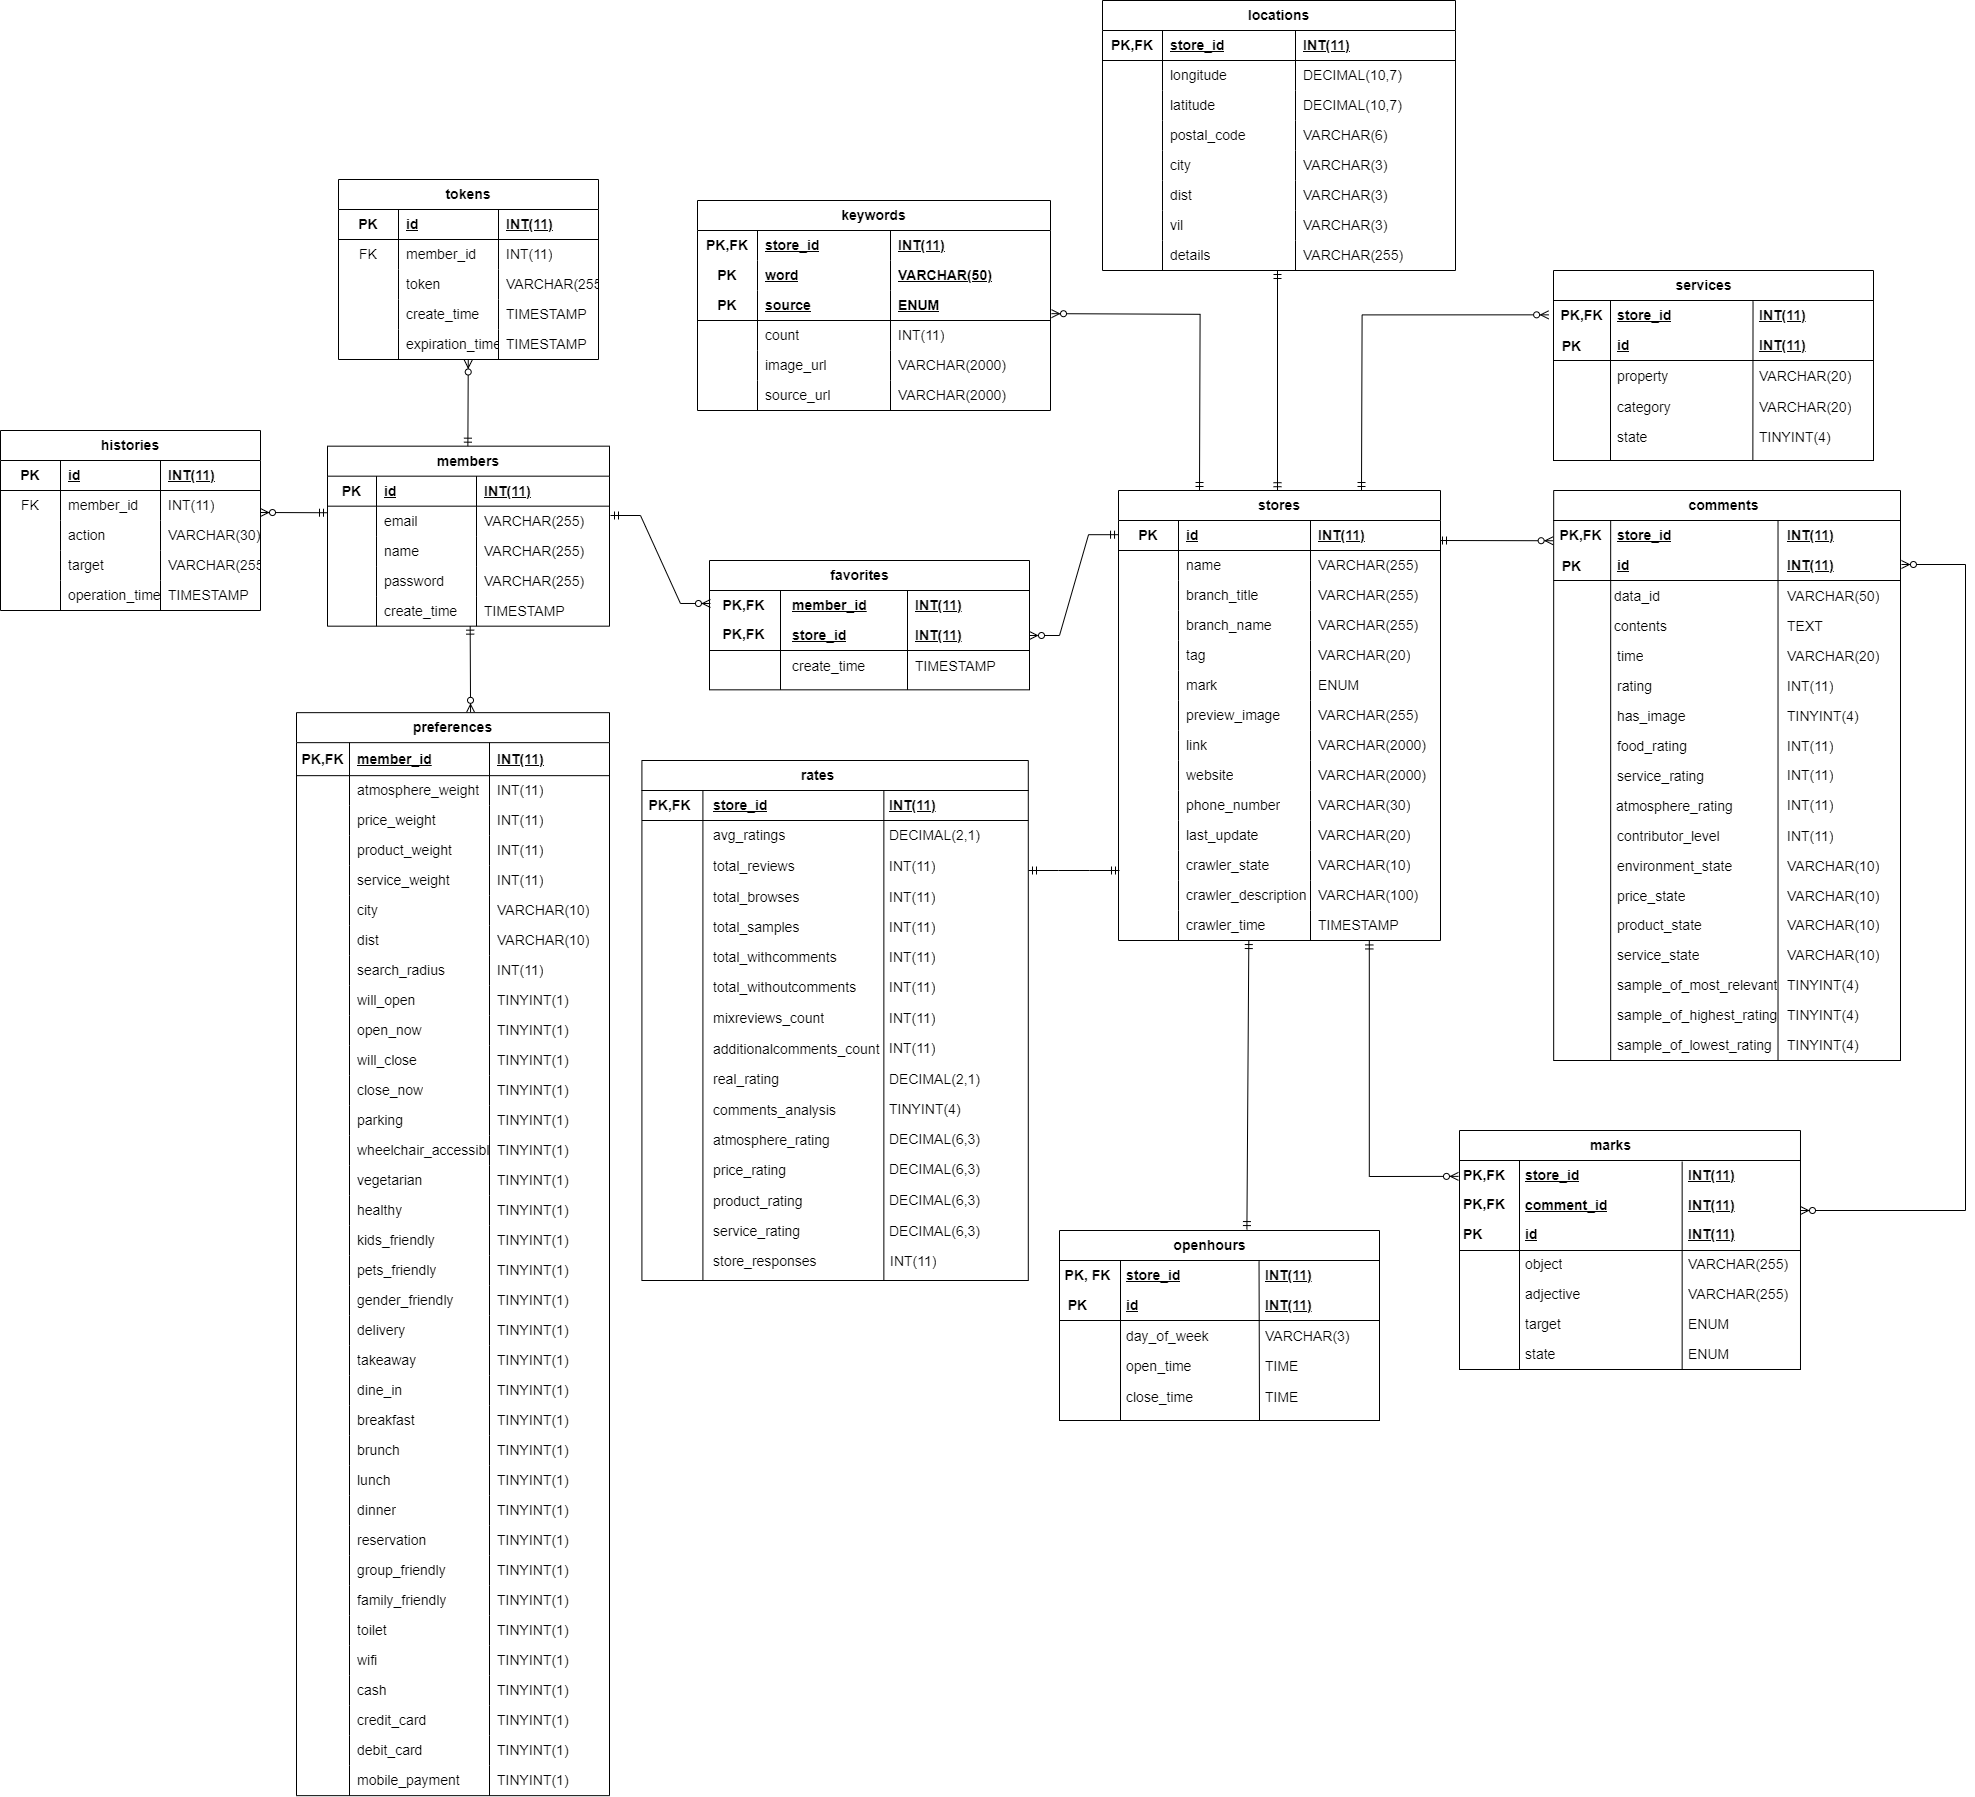 locations
PK,FK store_id INT(11)
longitude DECIMAL(10,7)
latitude DECIMAL(10,7)
postal_code VARCHAR(6)
city VARCHAR(3)
dist VARCHAR(3)
vil VARCHAR(3)
details VARCHAR(255)
tokens
PK id INT(11)
FK member_id INT(11)
token VARCHAR(255
create_time TIMESTAMP
expiration_time TIMESTAMP
keywords
PK,FK store_id INT(11)
PK word VARCHAR(50)
PK source ENUM
count INT(11)
image_url VARCHAR(2000)
source_url VARCHAR(2000)
services
PK,FK store_id INT(11)
PK id INT(11)
property VARCHAR(20)
category VARCHAR(20)
state TINYINT(4)
histories
PK id INT(11)
FK member_id INT(11)
action VARCHAR(30)
target VARCHAR(255
operation_time TIMESTAMP
members
PK id INT(11)
email VARCHAR(255)
name VARCHAR(255)
password VARCHAR(255)
create_time TIMESTAMP
favorites
PK,FK member_id INT(11)
PK,FK store_id INT(11)
create_time TIMESTAMP
stores
PK id INT(11)
name VARCHAR(255)
branch_title VARCHAR(255)
branch_name VARCHAR(255)
tag VARCHAR(20)
mark ENUM
preview_image VARCHAR(255)
link VARCHAR(2000)
website VARCHAR(2000)
phone_number VARCHAR(30)
last_update VARCHAR(20)
crawler_state VARCHAR(10)
crawler_description VARCHAR(100)
crawler_time TIMESTAMP
comments
PK,FK store_id INT(11)
PK id INT(11)
data_id VARCHAR(50)
contents TEXT
time VARCHAR(20)
rating INT(11)
has_image TINYINT(4)
food_rating INT(11)
service_rating INT(11)
atmosphere_rating INT(11)
contributor_level INT(11)
environment_state VARCHAR(10)
price_state VARCHAR(10)
product_state VARCHAR(10)
service_state VARCHAR(10)
sample_of_most_relevant TINYINT(4)
sample_of_highest_rating TINYINT(4)
sample_of_lowest_rating TINYINT(4)
preferences
PK,FK member_id INT(11)
atmosphere_weight INT(11)
price_weight INT(11)
product_weight INT(11)
service_weight INT(11)
city VARCHAR(10)
dist VARCHAR(10)
search_radius INT(11)
will_open TINYINT(1)
open_now TINYINT(1)
will_close TINYINT(1)
close_now TINYINT(1)
parking TINYINT(1)
wheelchair_accessibl TINYINT(1)
vegetarian TINYINT(1)
healthy TINYINT(1)
kids_friendly TINYINT(1)
pets_friendly TINYINT(1)
gender_friendly TINYINT(1)
delivery TINYINT(1)
takeaway TINYINT(1)
dine_in TINYINT(1)
breakfast TINYINT(1)
brunch TINYINT(1)
lunch TINYINT(1)
dinner TINYINT(1)
reservation TINYINT(1)
group_friendly TINYINT(1)
family_friendly TINYINT(1)
toilet TINYINT(1)
wifi TINYINT(1)
cash TINYINT(1)
credit_card TINYINT(1)
debit_card TINYINT(1)
mobile_payment TINYINT(1)
rates
PK,FK store_id INT(11)
avg_ratings DECIMAL(2,1)
total_reviews INT(11)
total_browses INT(11)
total_samples INT(11)
total_withcomments INT(11)
total_withoutcomments INT(11)
mixreviews_count INT(11)
additionalcomments_count INT(11)
real_rating DECIMAL(2,1)
comments_analysis TINYINT(4)
atmosphere_rating DECIMAL(6,3)
price_rating DECIMAL(6,3)
product_rating DECIMAL(6,3)
service_rating DECIMAL(6,3)
store_responses INT(11)
openhours
PK, FK store_id INT(11)
PK id INT(11)
day_of_week VARCHAR(3)
open_time TIME
close_time TIME
marks
PK,FK store_id INT(11)
PK,FK comment_id INT(11)
PK id INT(11)
object VARCHAR(255)
adjective VARCHAR(255)
target ENUM
state ENUM